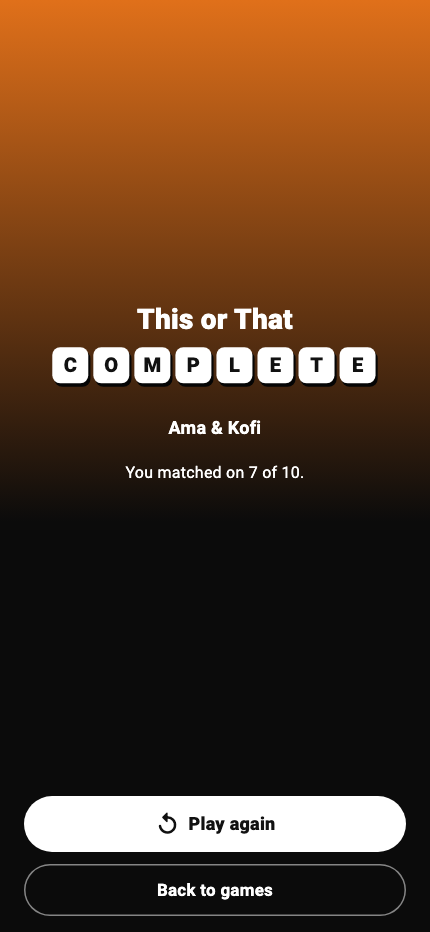 This or That
COMPLETE
Ama & Kofi
You matched on 7 of 10.
Play again
Back to games